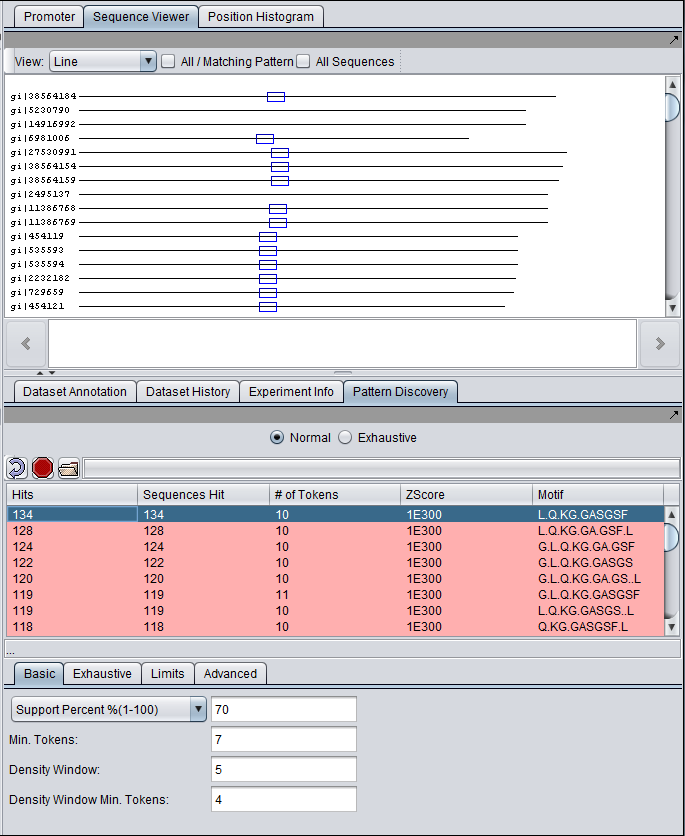 Promoter Sequence Viewer Position Histogram
View: Line All / Matching Pattern All Sequences
gi|38564184
gi|5230790
gi|14916992
gi|6981006
gi|27530991
gi|38564154
gi|38564159
gi|2495137
gi|11386768
gi|11386769
gi|454119
gi|535593
gi|535594
gi|2232182
gi|729659
gi|454121
Dataset Annotation Dataset History Experiment Info Pattern Discovery
Normal Exhaustive
Hits Sequences Hit # of Tokens ZScore Motif
134 134 10 1E300 L.Q.KG.GASGSF
128 128 10 1E300 L.Q.KG.GA.GSF.L
124 124 10 1E300 G.L.Q.KG.GA.GSF
122 122 10 1E300 G.L.Q.KG.GASGS
120 120 10 1E300 G.L.Q.KG.GA.GS..L
119 119 11 1E300 G.L.Q.KG.GASGSF
119 119 10 1E300 L.Q.KG.GASGS..L
118 118 10 1E300 Q.KG.GASGSF.L
...
Basic Exhaustive Limits Advanced
Support Percent %(1-100) 70
Min. Tokens: 7
Density Window: 5
Density Window Min. Tokens: 4